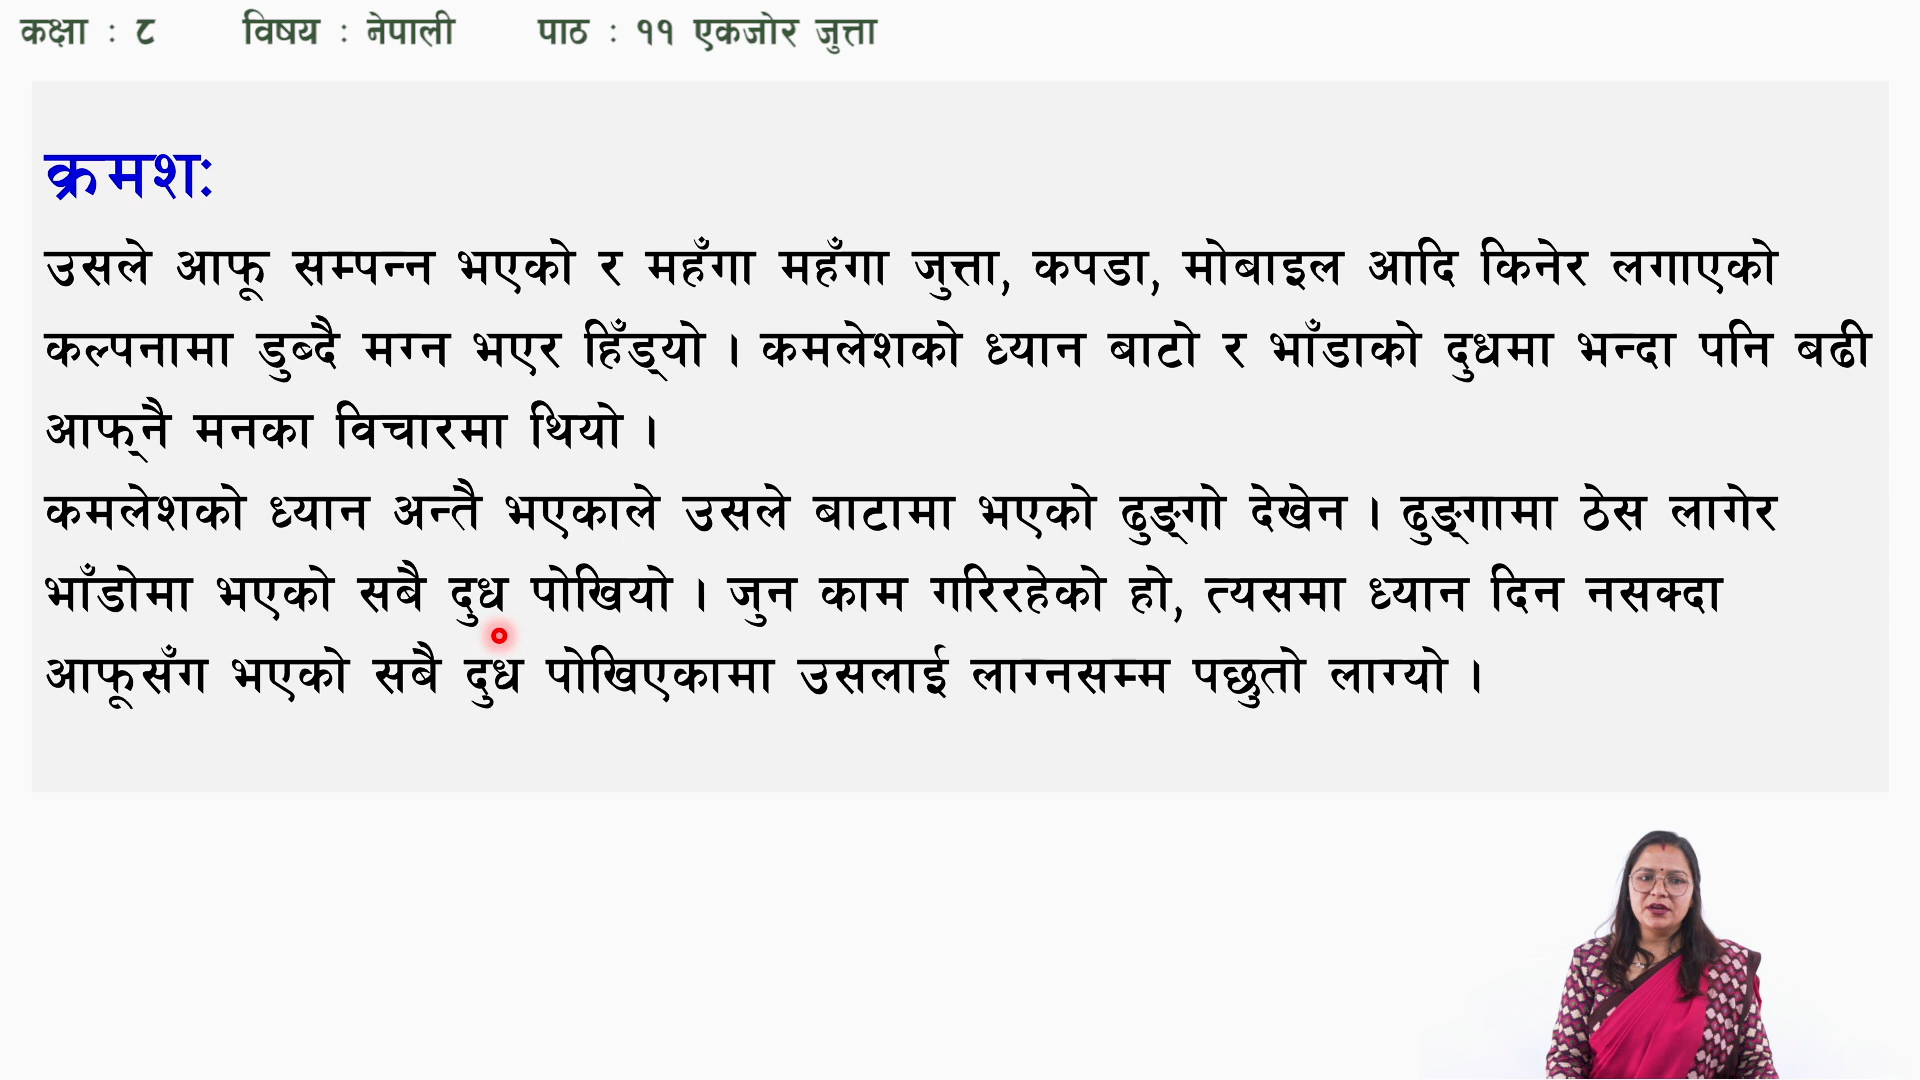 कक्षा : ८ विषय : नेपाली पाठ : ११ एकजोर जुत्ता
क्रमशः
उसले आफू सम्पन्न भएको र महँगा महँगा जुत्ता, कपडा, मोबाइल आदि किनेर लगाएको
कल्पनामा डुब्दै मग्न भएर हिँड्यो । कमलेशको ध्यान बाटो र भाँडाको दुधमा भन्दा पनि बढी
आफ्नै मनका विचारमा थियो ।
कमलेशको ध्यान अन्तै भएकाले उसले बाटामा भएको ढुङ्गो देखेन । ढुङ्गामा ठेस लागेर
भाँडोमा भएको सबै दुध पोखियो । जुन काम गरिरहेको हो, त्यसमा ध्यान दिन नसक्दा
आफूसँग भएको सबै दुध पोखिएकामा उसलाई लाग्नसम्म पछुतो लाग्यो ।